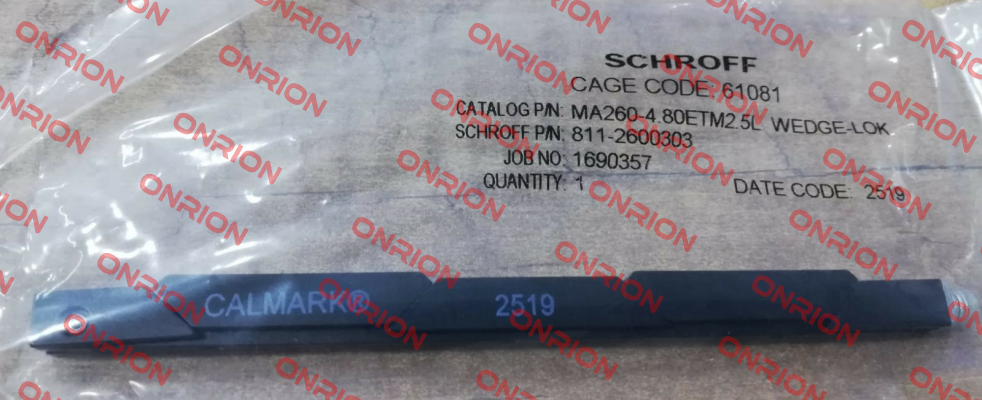 SCHROFF
CAGE CODE: 61081
CATALOG P/N: MA260-4.80ETM2.5L WEDGE-LOK
SCHROFF P/N: 811-2600303
JOB NO: 1690357
QUANTITY: 1 DATE CODE: 2519
CALMARK® 2519
ONRION